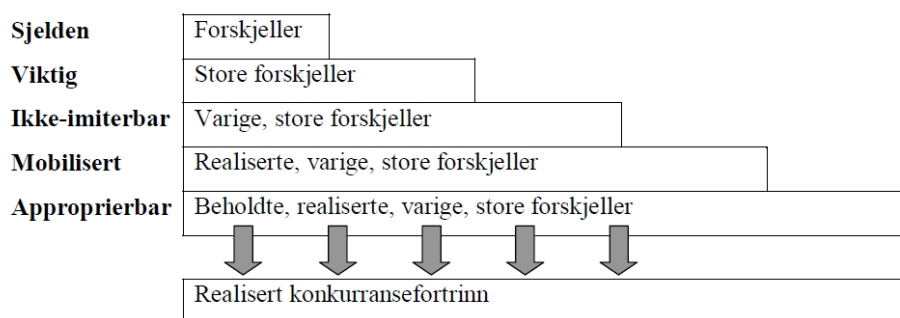 Sjelden Forskjeller
Viktig Store forskjeller
Ikke-imiterbar Varige, store forskjeller
Mobilisert Realiserte, varige, store forskjeller
Approprierbar Beholdte, realiserte, varige, store forskjeller
Realisert konkurransefortrinn